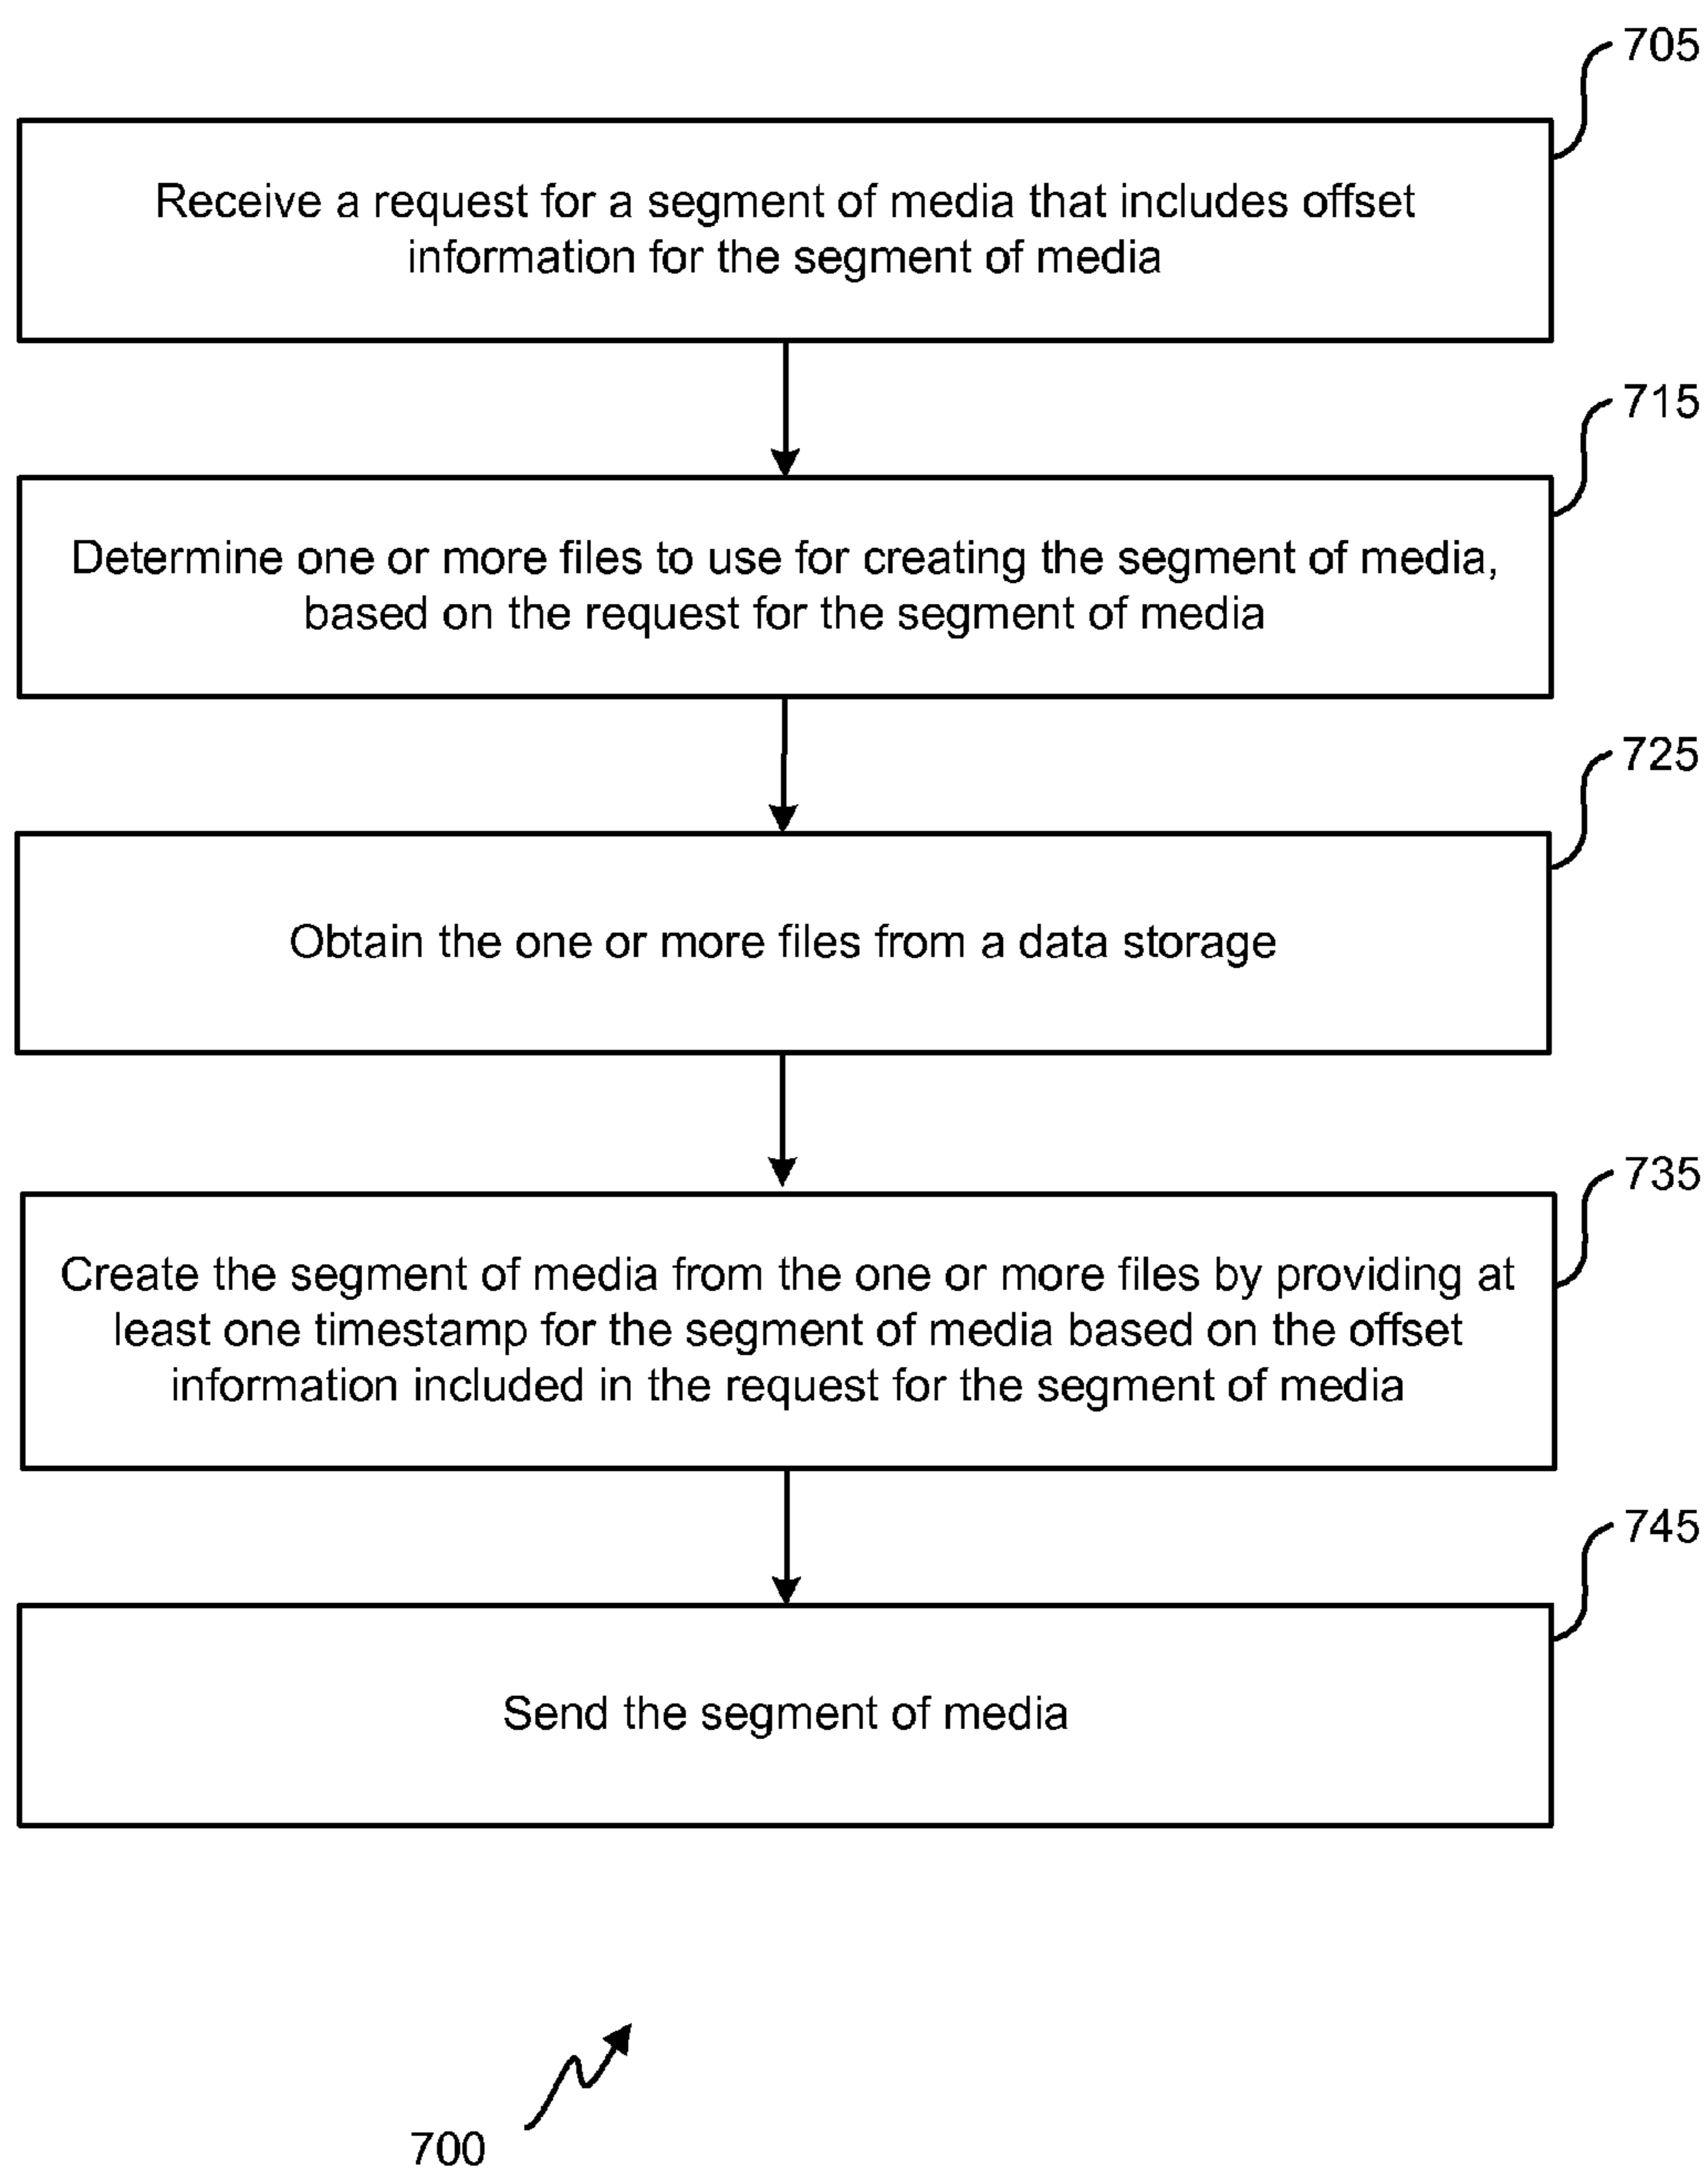 705
Receive a request for a segment of media that includes offset
information for the segment of media
715
Determine one or more files to use for creating the segment of media,
based on the request for the segment of media
725
Obtain the one or more files from a data storage
735
Create the segment of media from the one or more files by providing at
least one timestamp for the segment of media based on the offset
information included in the request for the segment of media
745
Send the segment of media
700